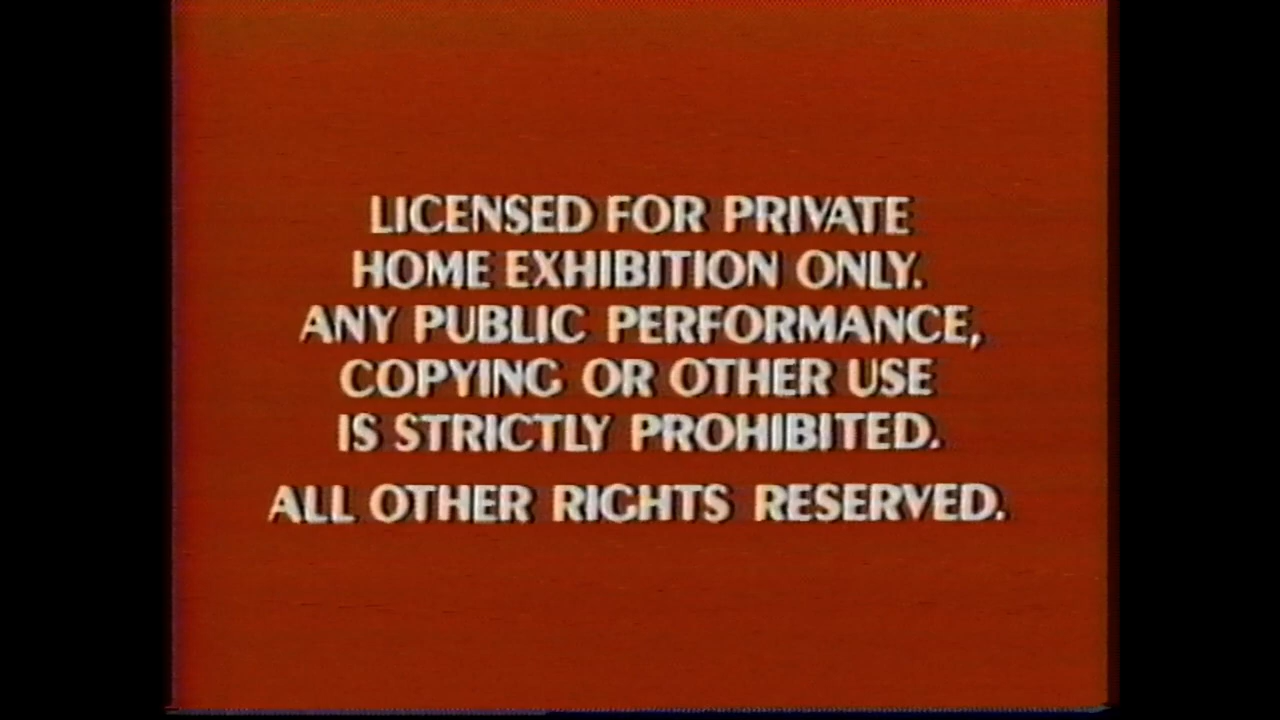 LICENSED FOR PRIVATE
HOME EXHIBITION ONLY.
ANY PUBLIC PERFORMANCE,
COPYING OR OTHER USE
IS STRICTLY PROHIBITED.
ALL OTHER RIGHTS RESERVED.